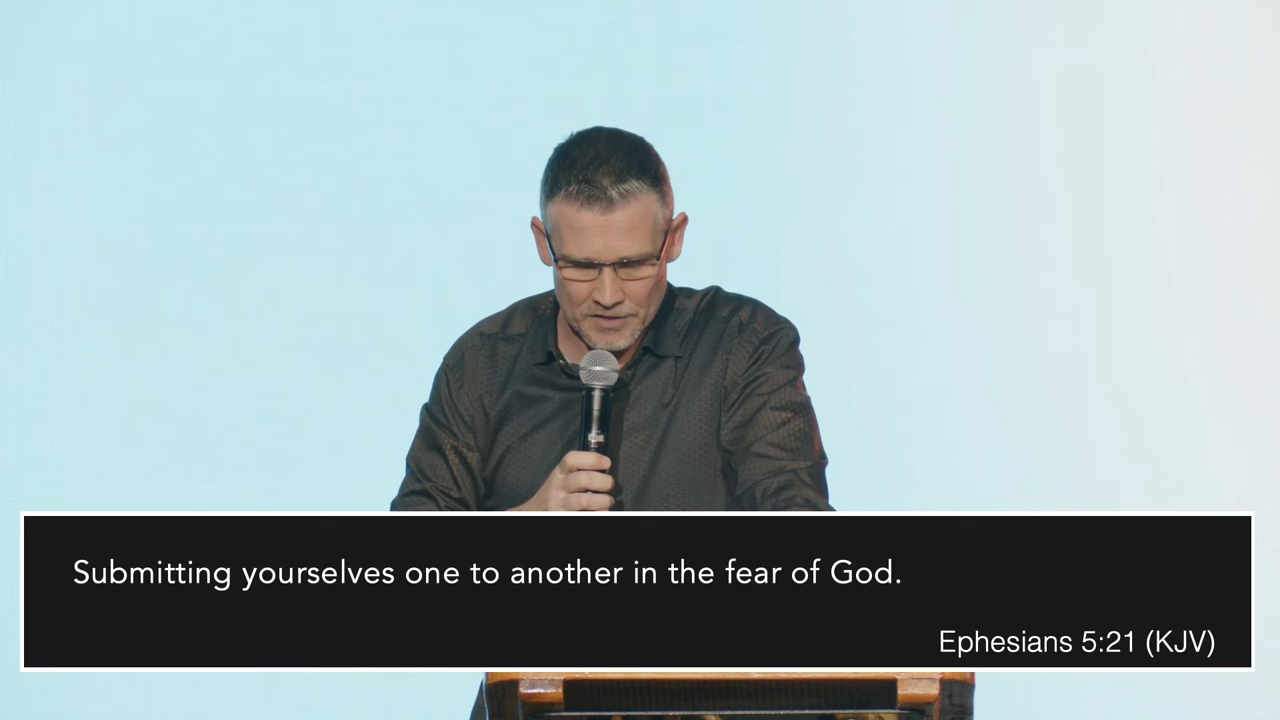 Submitting yourselves one to another in the fear of God.
Ephesians 5:21 (KJV)